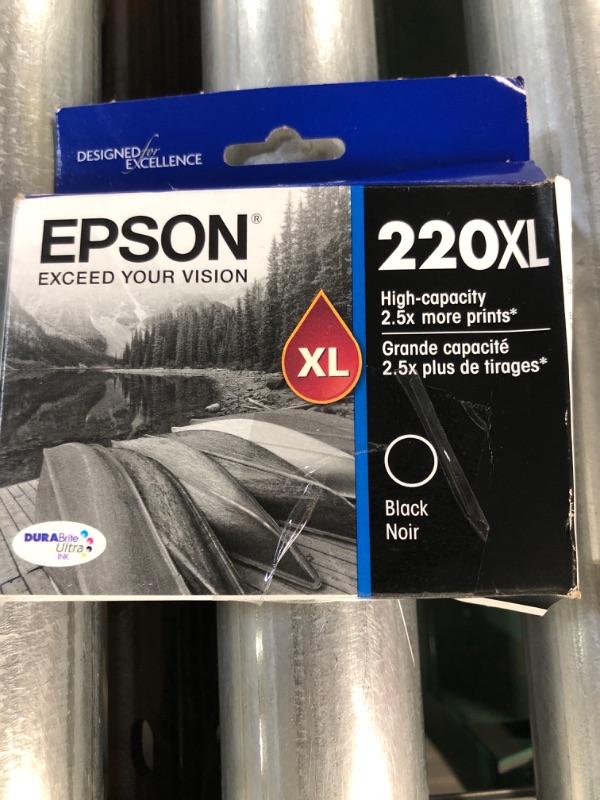 DESIGNED for
EXCELLENCE
EPSON®
EXCEED YOUR VISION
XL
DURABrite
Ultra
INK
220XL
High-capacity
2.5x more prints*
Grande capacité
2.5x plus de tirages*
Black
Noir